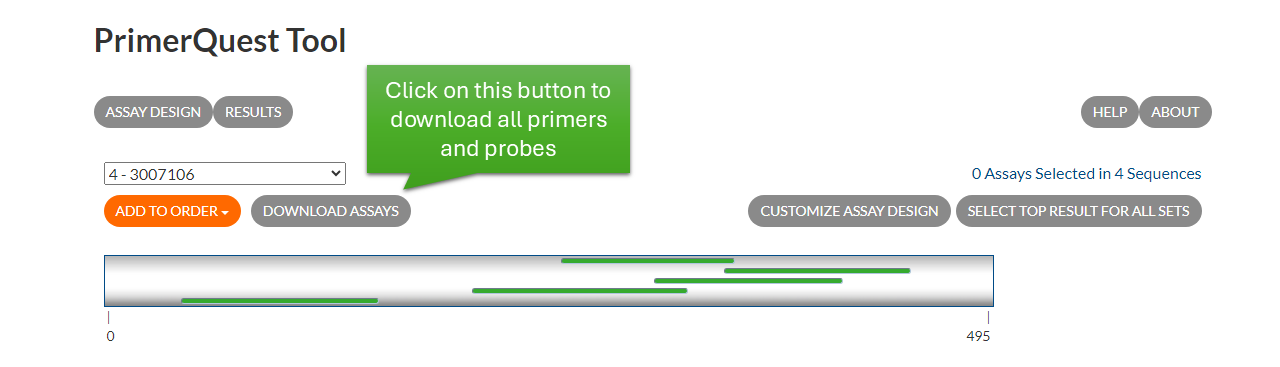 PrimerQuest Tool
Click on this button to
download all primers
and probes
ASSAY DESIGN
RESULTS
HELP
ABOUT
4 - 3007106
0 Assays Selected in 4 Sequences
ADD TO ORDER
DOWNLOAD ASSAYS
CUSTOMIZE ASSAY DESIGN
SELECT TOP RESULT FOR ALL SETS
0
495